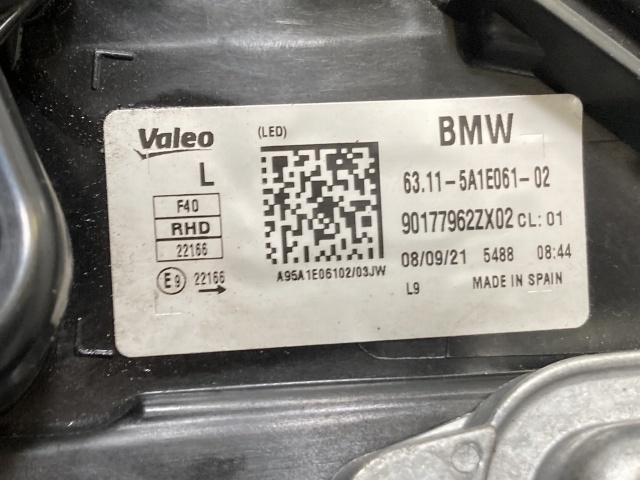 Valeo (LED) BMW
L 63.11-5A1E061-02
F40
RHD 90177962ZX02 CL:01
22166 08/09/21 5488 08:44
E9 22166 A95A1E06102/03JW L9 MADE IN SPAIN